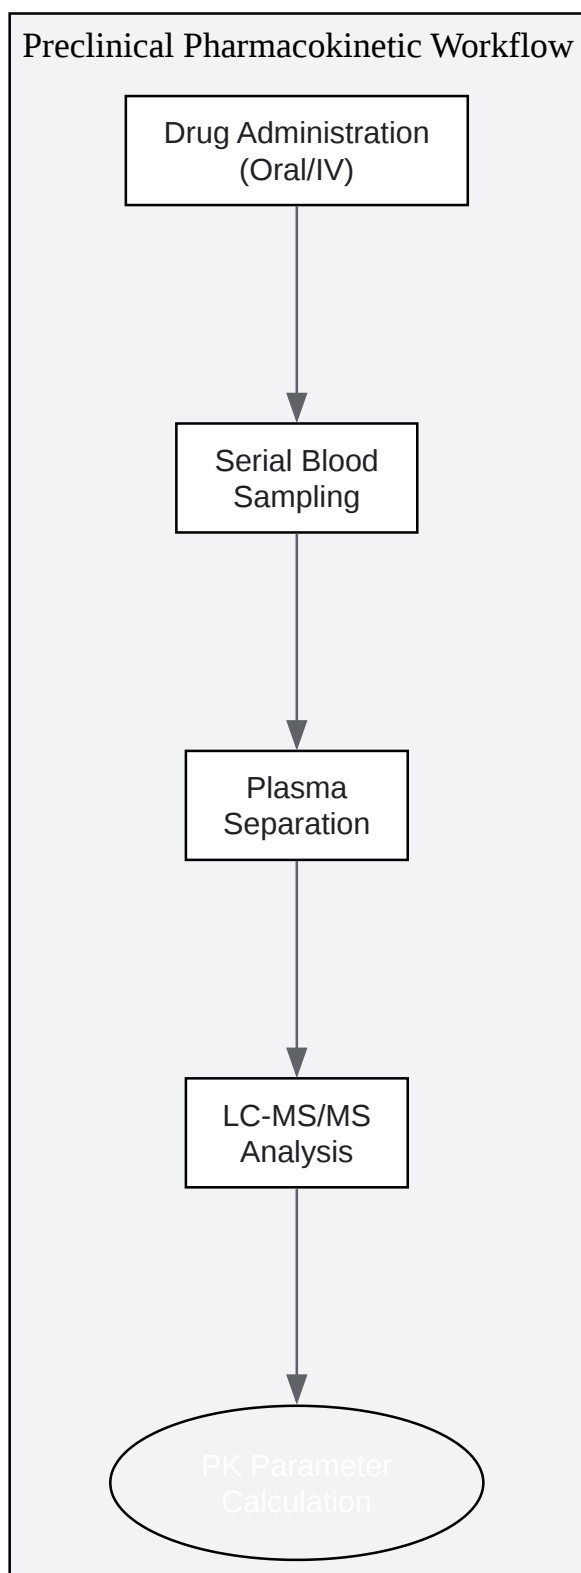 Preclinical Pharmacokinetic Workflow
Drug Administration
(Oral/IV)
Serial Blood
Sampling
Plasma
Separation
LC-MS/MS
Analysis
PK Parameter
Calculation